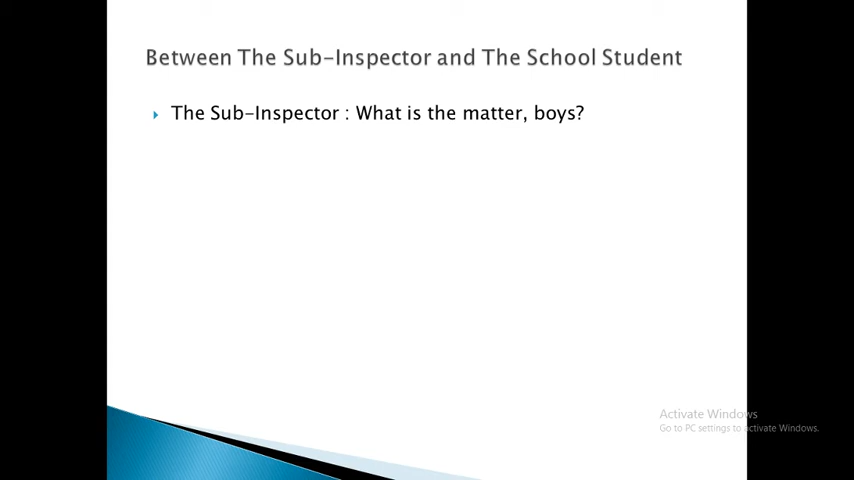 Between The Sub-Inspector and The School Student
The Sub-Inspector : What is the matter, boys?
Activate Windows
Go to PC settings to activate Windows.